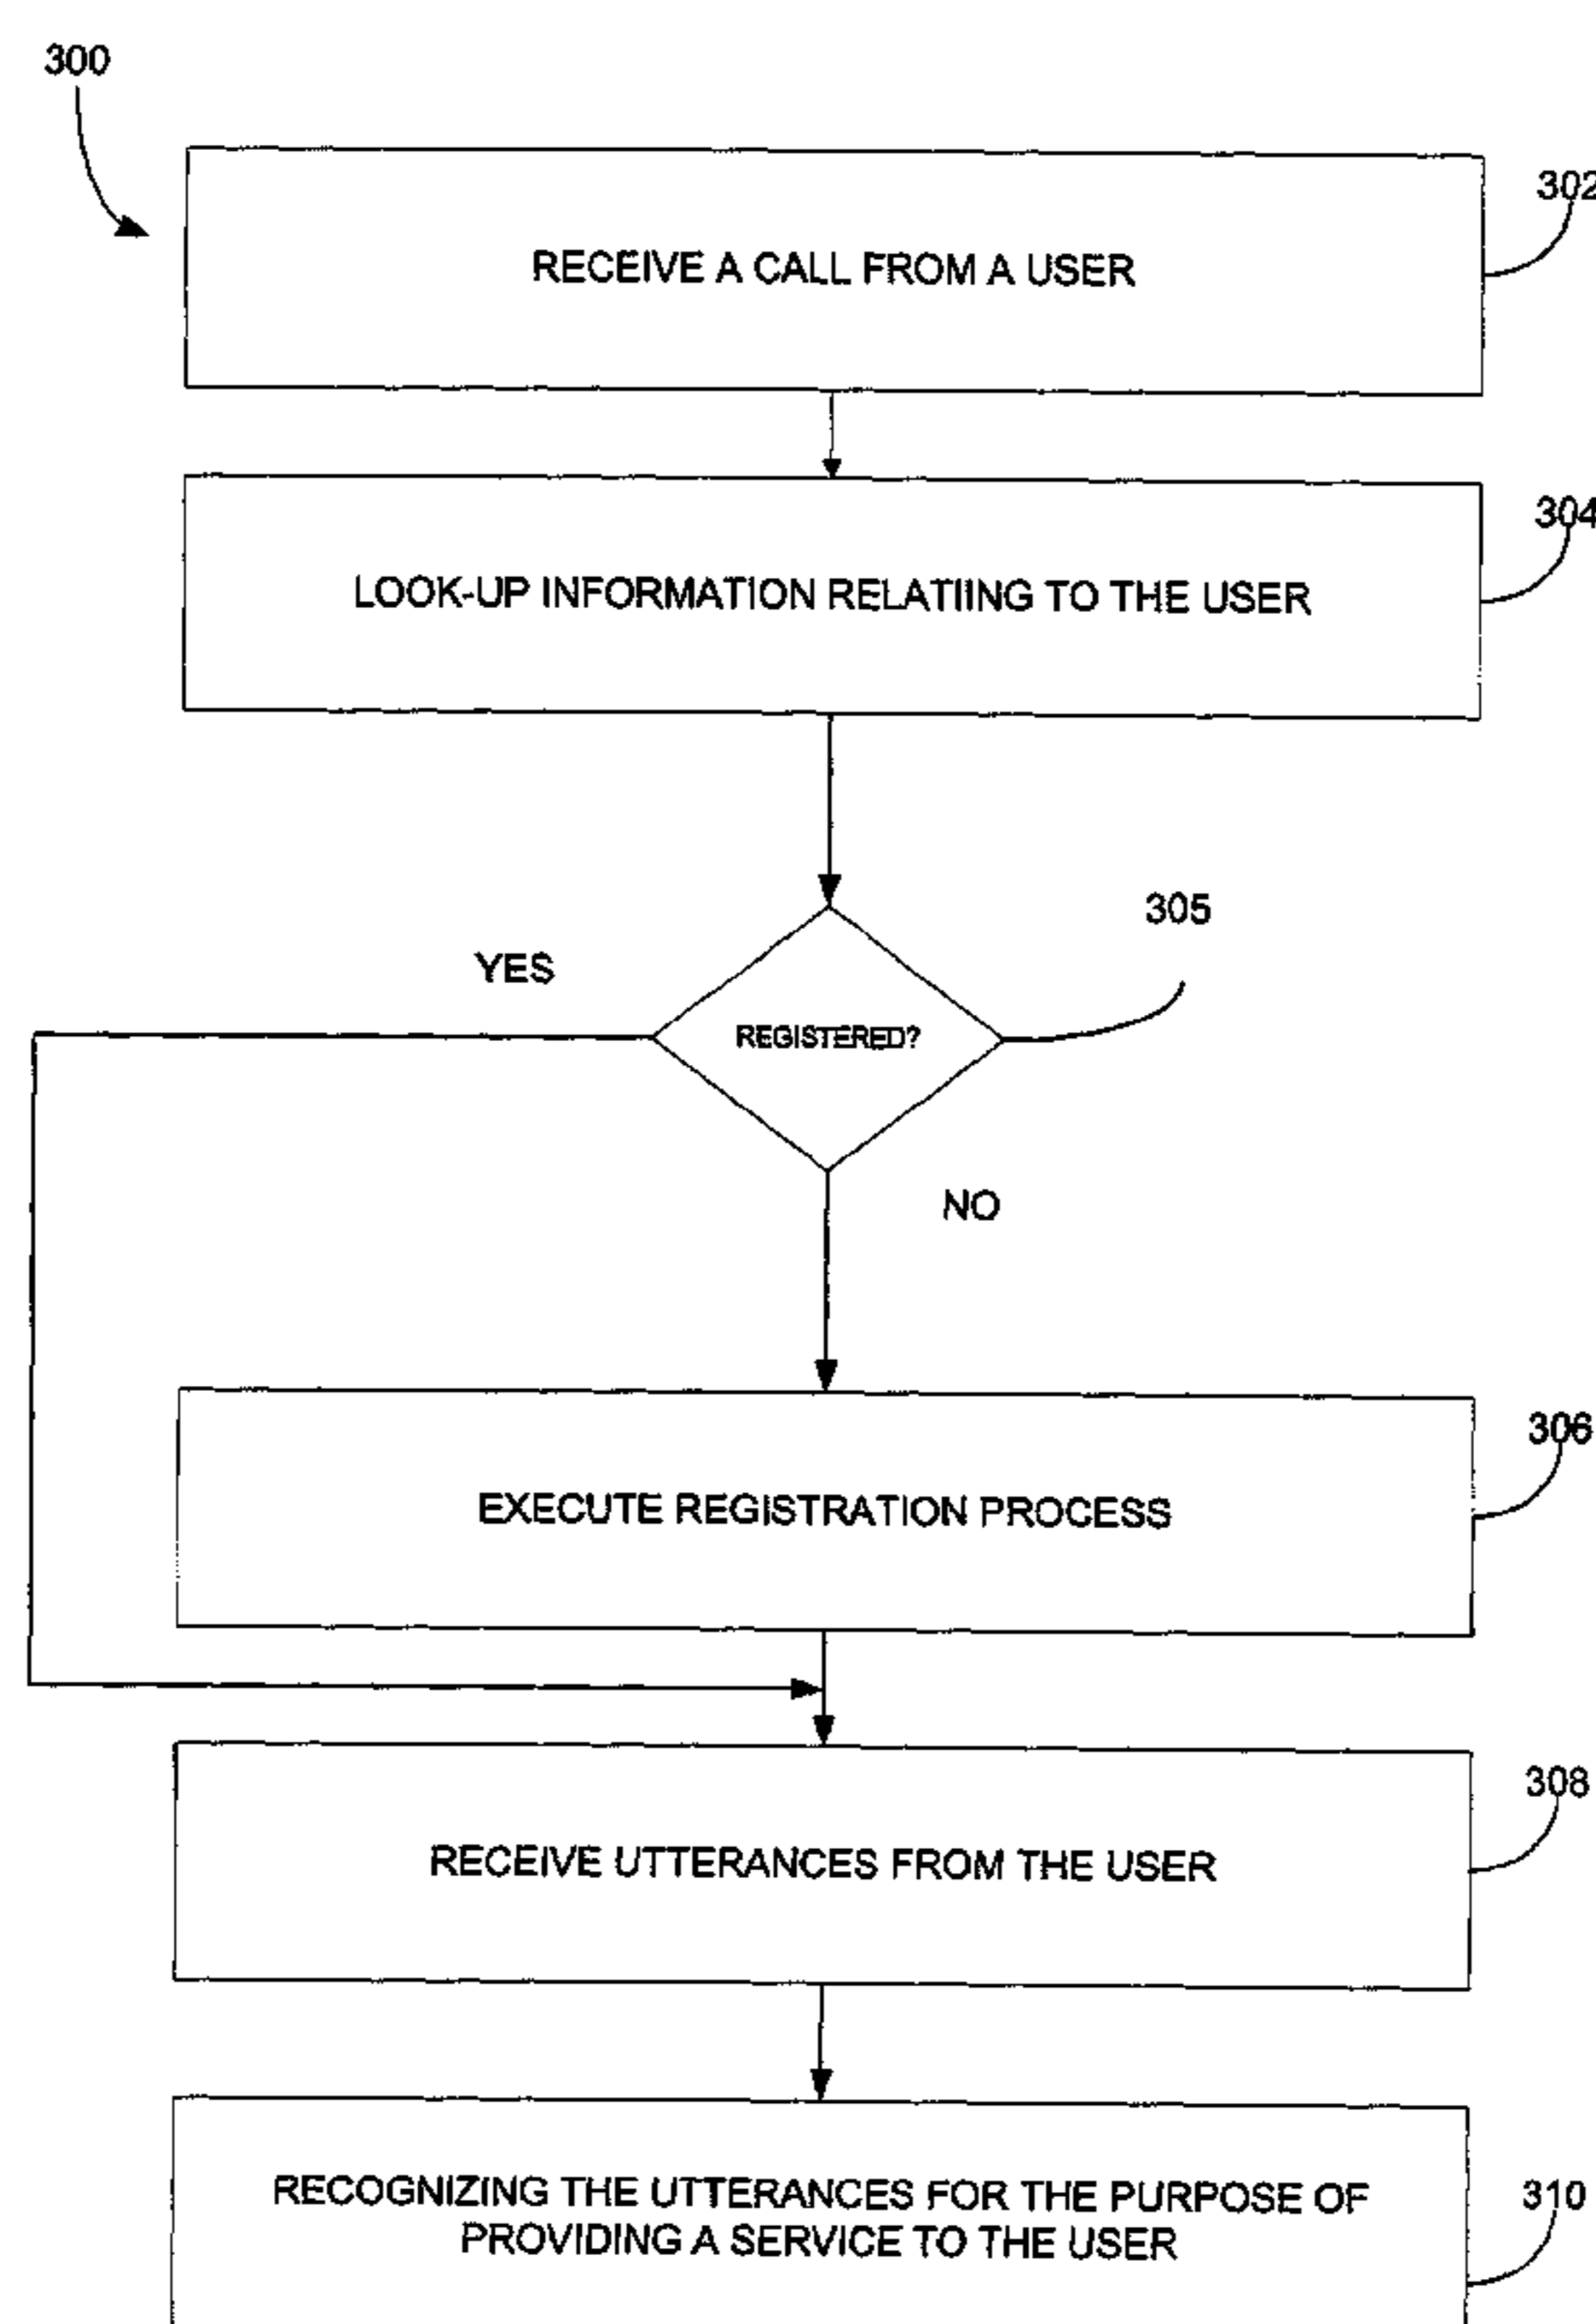 300
302
RECEIVE A CALL FROM A USER
304
LOOK-UP INFORMATION RELATIING TO THE USER
305
YES
REGISTERED?
NO
306
EXECUTE REGISTRATION PROCESS
308
RECEIVE UTTERANCES FROM THE USER
310
RECOGNIZING THE UTTERANCES FOR THE PURPOSE OF
PROVIDING A SERVICE TO THE USER